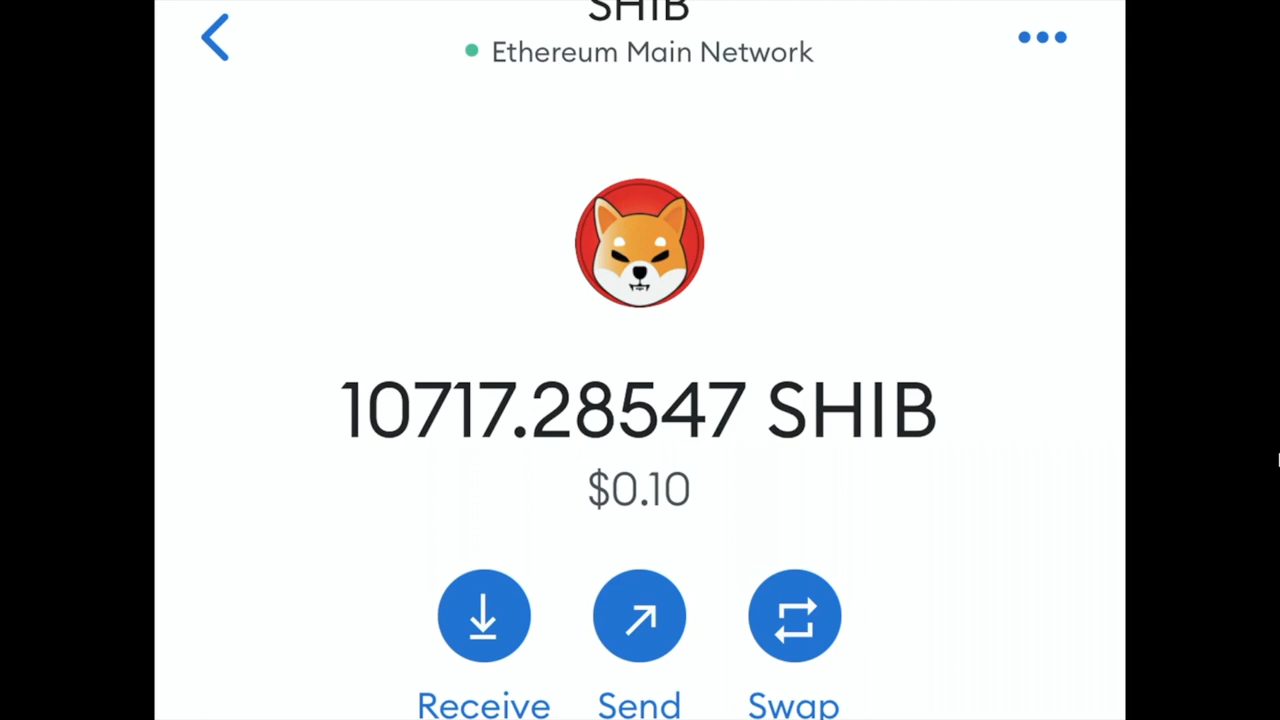 SHIB
Ethereum Main Network
10717.28547 SHIB
$0.10
Receive Send Swap